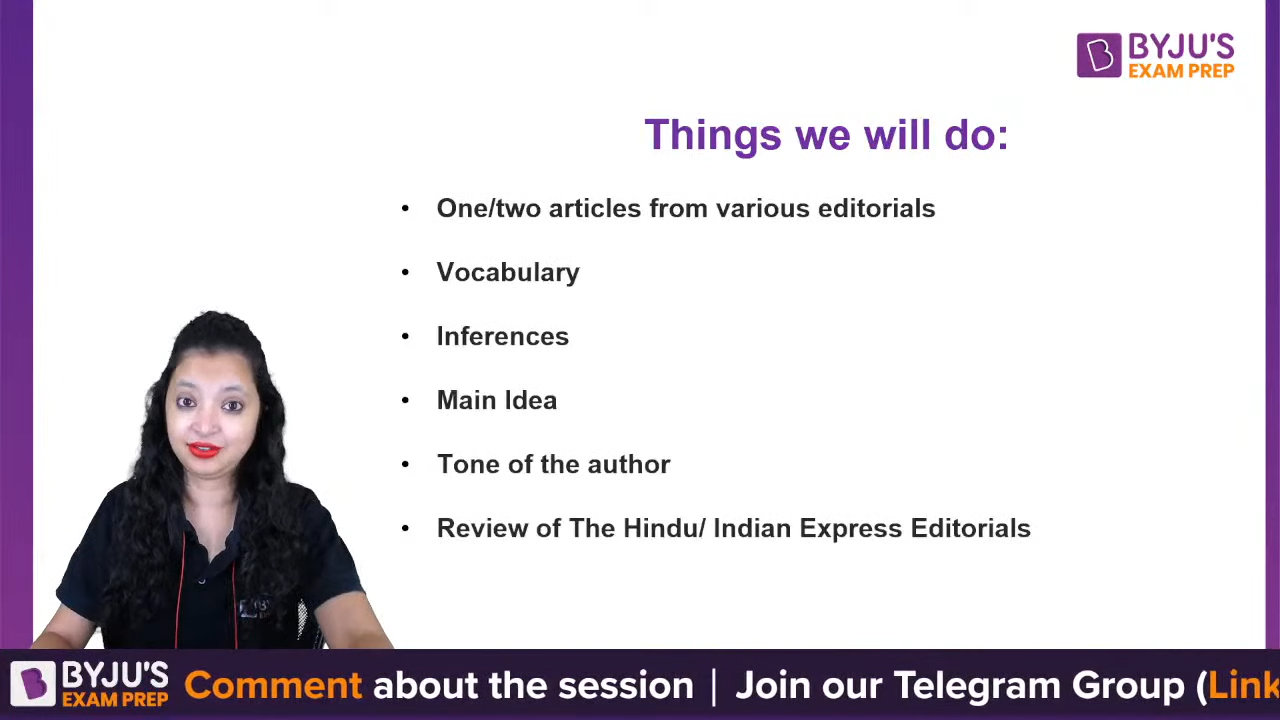 BYJU'S
EXAM PREP
Things we will do:
• One/two articles from various editorials
• Vocabulary
• Inferences
• Main Idea
• Tone of the author
• Review of The Hindu/ Indian Express Editorials
BYJU'S
EXAM PREP
Comment about the session | Join our Telegram Group (Link